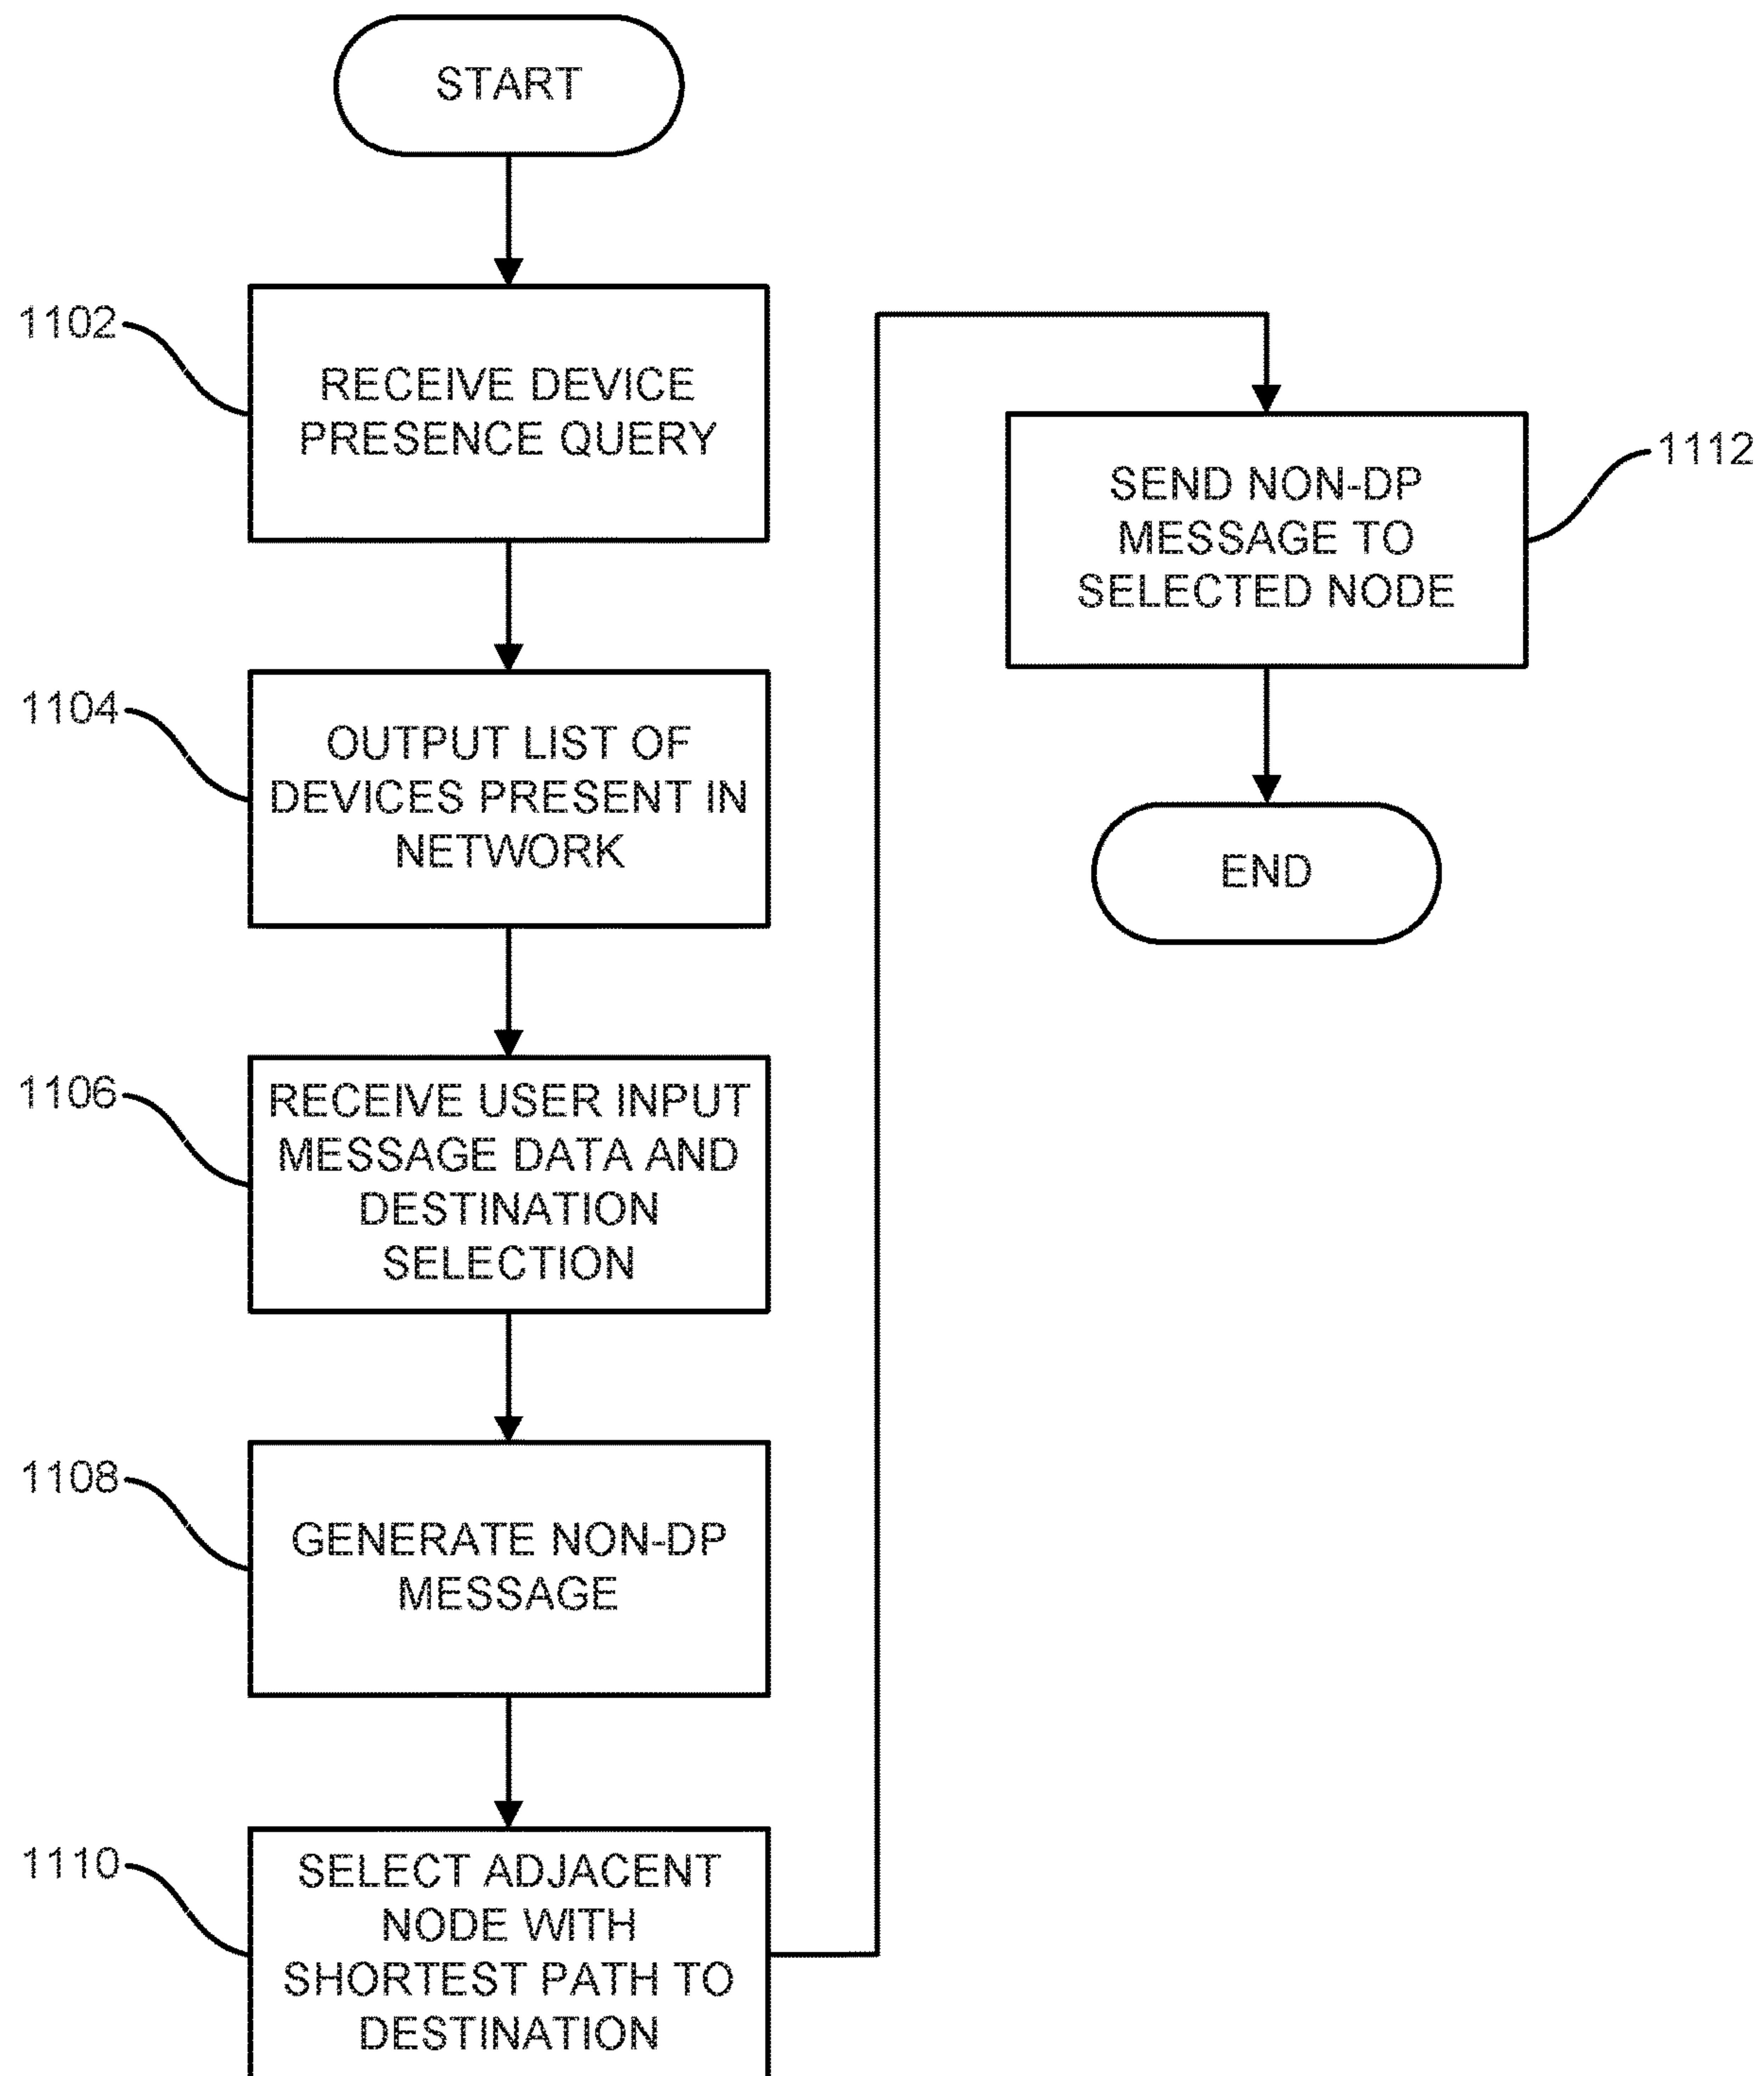 START
1102
RECEIVE DEVICE
PRESENCE QUERY
1104
OUTPUT LIST OF
DEVICES PRESENT IN
NETWORK
1106
RECEIVE USER INPUT
MESSAGE DATA AND
DESTINATION
SELECTION
1108
GENERATE NON-DP
MESSAGE
1110
SELECT ADJACENT
NODE WITH
SHORTEST PATH TO
DESTINATION
1112
SEND NON-DP
MESSAGE TO
SELECTED NODE
END